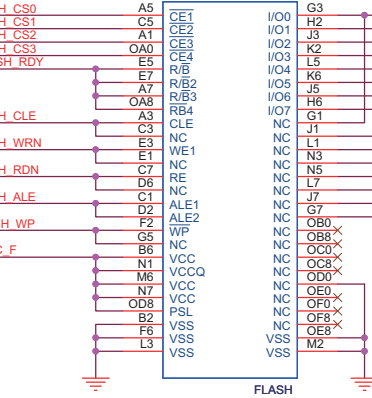 H_CS0 A5 CE1 I/O0 G3
H_CS1 C5 CE2 I/O1 H2
H_CS2 A1 CE3 I/O2 J3
H_CS3 OA0 CE4 I/O3 K2
SH_RDY E5 R/B I/O4 L5
E7 R/B2 I/O5 K6
A7 R/B3 I/O6 J5
OA8 RB4 I/O7 H6
H_CLE A3 CLE NC G1
C3 NC NC J1
H_WRN E3 WE1 NC L1
E1 NC NC N3
H_RDN C7 RE NC N5
D6 NC NC L7
H_ALE C1 ALE1 NC J7
D2 ALE2 NC G7
H_WP F2 WP NC OB0
G5 NC NC OB8
C_F B6 VCC NC OC0
N1 VCCQ NC OC8
M6 VCC NC OD0
N7 VCC NC OE0
OD8 PSL NC OF0
B2 VSS NC OF8
F6 VSS VSS OE8
L3 VSS VSS M2
FLASH